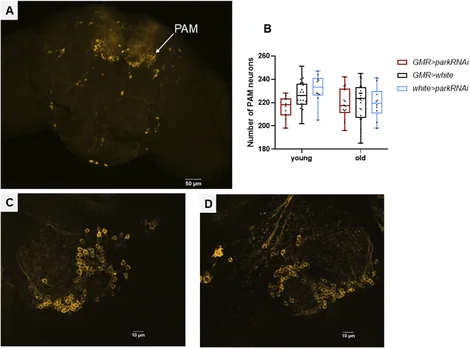 A
PAM
50 µm
B
Number of PAM neurons
260
240
220
200
180
young
old
GMR>parkRNAi
GMR>white
white>parkRNAi
C
10 µm
D
10 µm